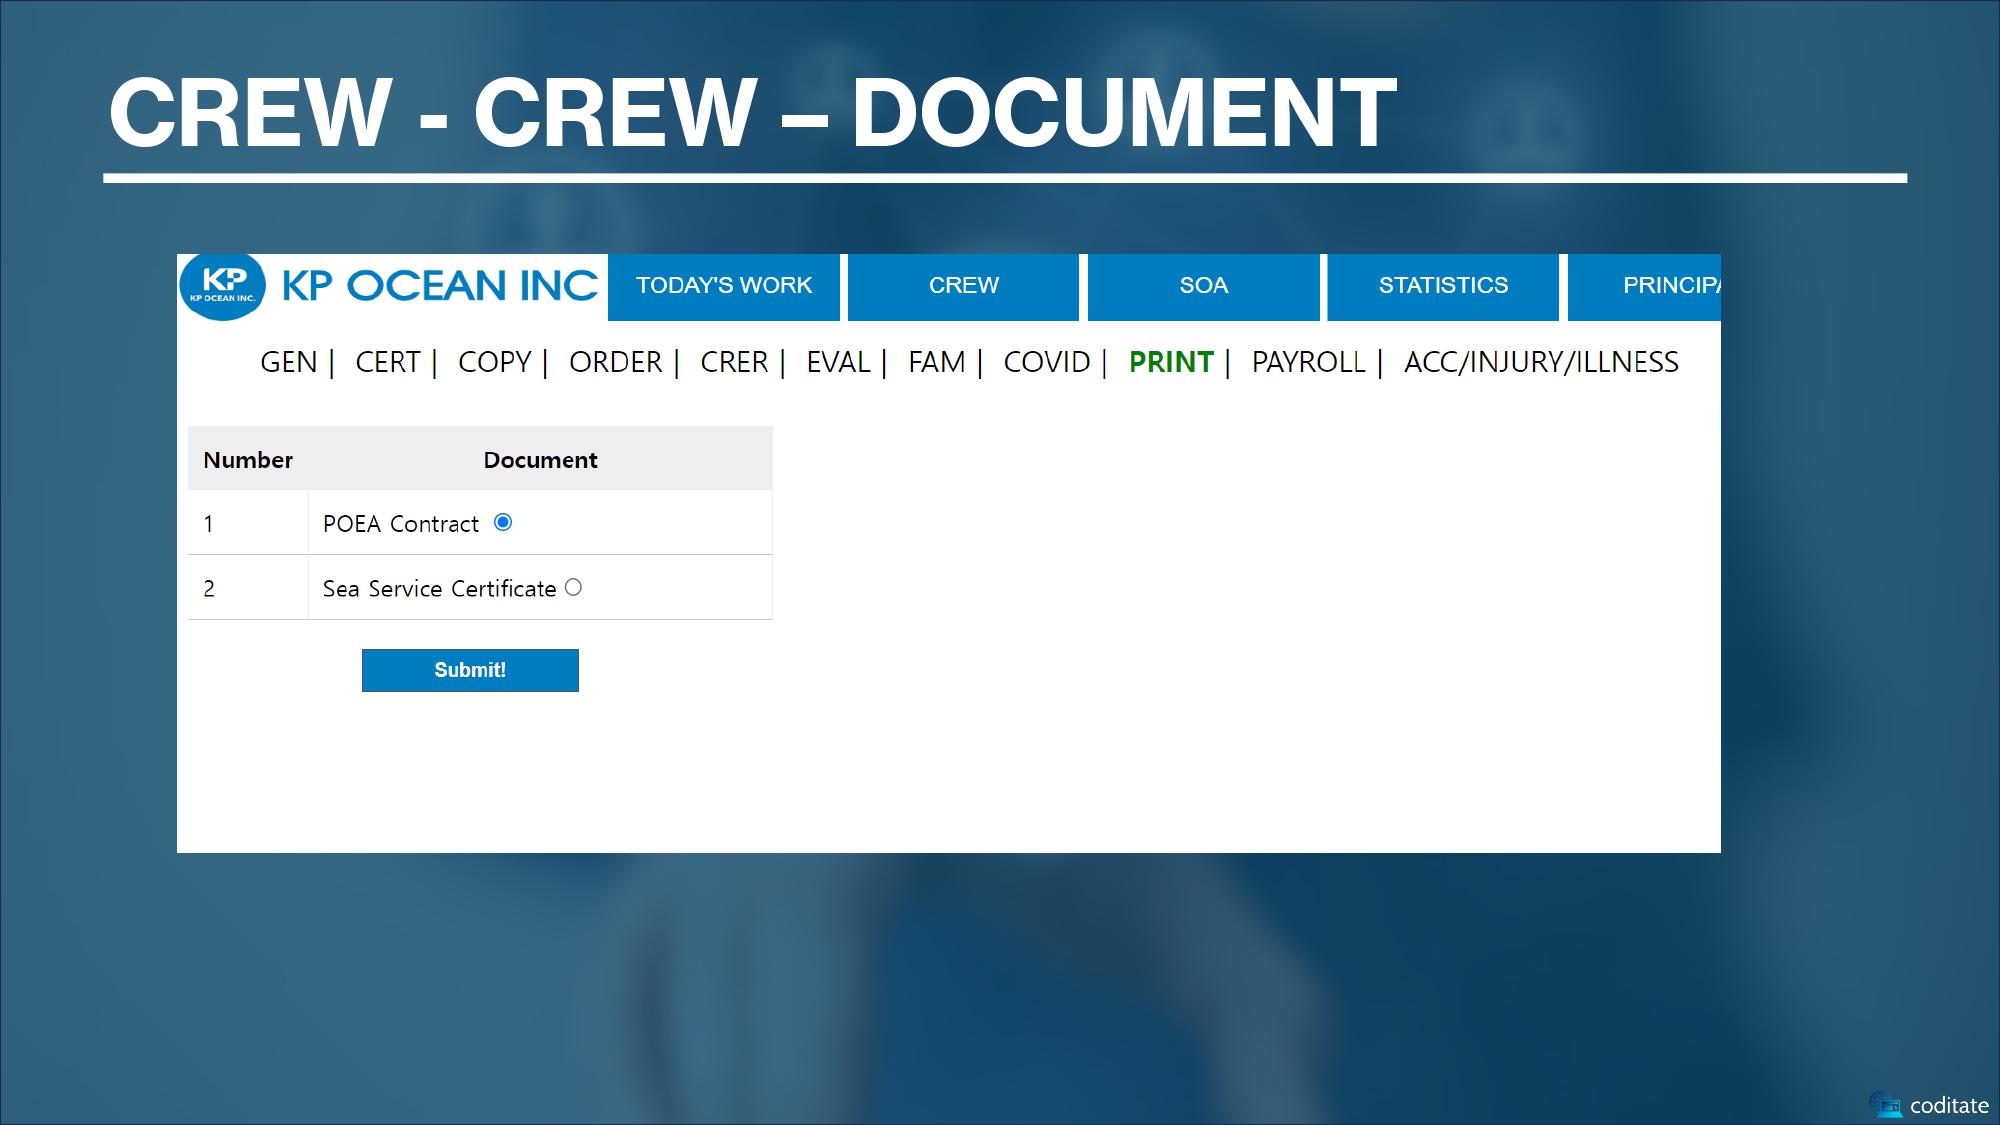 CREW - CREW – DOCUMENT
KP
KP OCEAN INC.
KP OCEAN INC
TODAY'S WORK
CREW
SOA
STATISTICS
PRINCIPA
GEN | CERT | COPY | ORDER | CRER | EVAL | FAM | COVID | PRINT | PAYROLL | ACC/INJURY/ILLNESS
Number Document
1 POEA Contract
2 Sea Service Certificate
Submit!
coditate